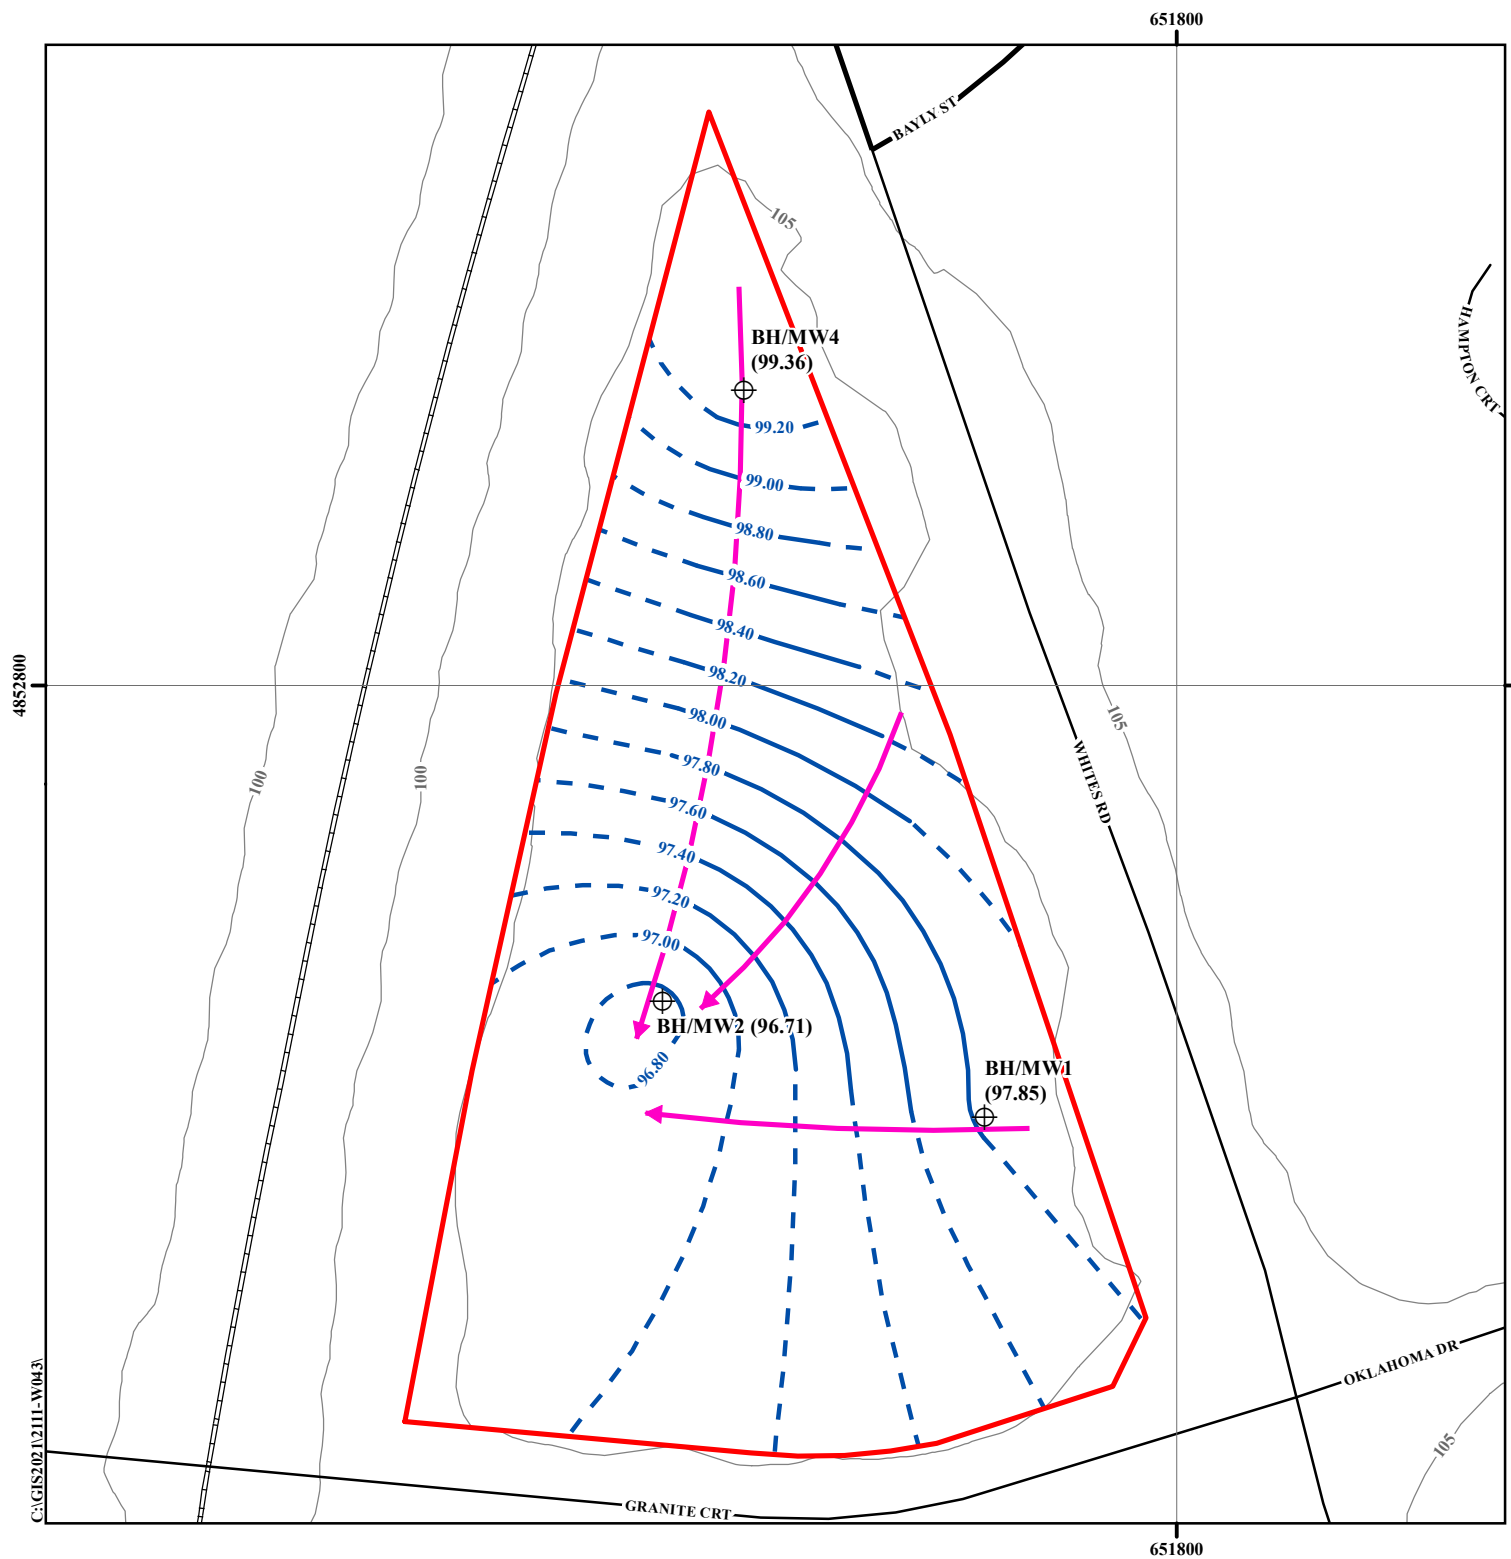 651800
BAYLY ST
105
HAMPTON CRT
BH/MW4
(99.36)
99.20
99.00
98.80
98.60
98.40
98.20
98.00
97.80
97.60
97.40
97.20
97.00
96.80
4852800
105
WHITES RD
100
100
BH/MW2 (96.71)
BH/MW1
(97.85)
OKLAHOMA DR
105
GRANITE CRT
C:\GIS2021\2111-W043\
651800